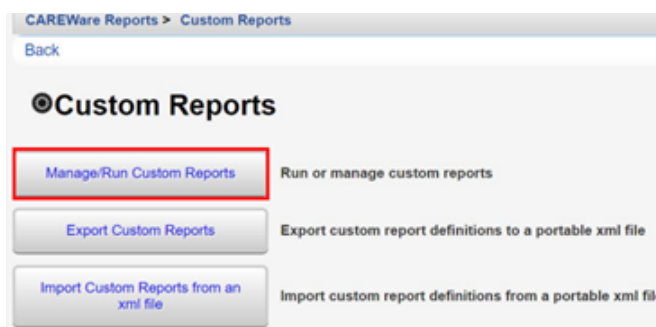 CAREWare Reports > Custom Reports
Back
Custom Reports
Manage/Run Custom Reports
Run or manage custom reports
Export Custom Reports
Export custom report definitions to a portable xml file
Import Custom Reports from an
xml file
Import custom report definitions from a portable xml fil